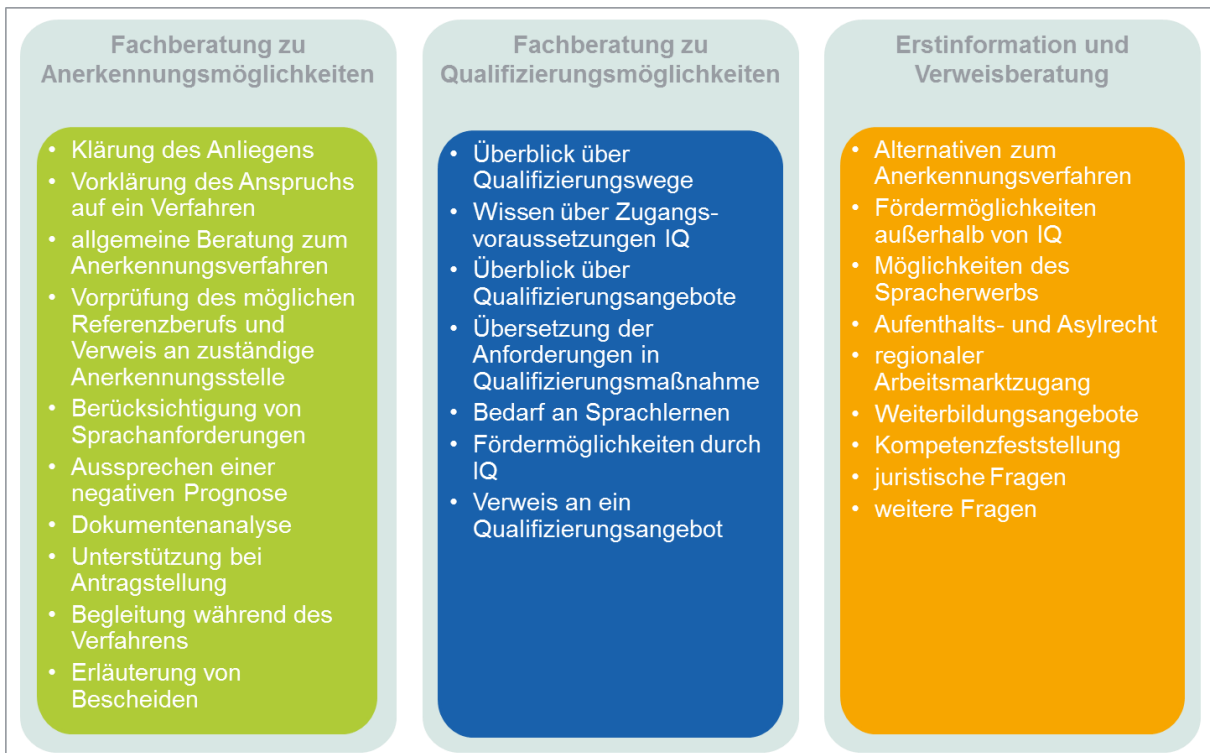 Fachberatung zu
Anerkennungsmöglichkeiten
• Klärung des Anliegens
• Vorklärung des Anspruchs
auf ein Verfahren
• allgemeine Beratung zum
Anerkennungsverfahren
• Vorprüfung des möglichen
Referenzberufs und
Verweis an zuständige
Anerkennungsstelle
• Berücksichtigung von
Sprachanforderungen
• Aussprechen einer
negativen Prognose
• Dokumentenanalyse
• Unterstützung bei
Antragstellung
• Begleitung während des
Verfahrens
• Erläuterung von
Bescheiden
Fachberatung zu
Qualifizierungsmöglichkeiten
• Überblick über
Qualifizierungswege
• Wissen über Zugangs-
voraussetzungen IQ
• Überblick über
Qualifizierungsangebote
• Übersetzung der
Anforderungen in
Qualifizierungsmaßnahme
• Bedarf an Sprachlernen
• Fördermöglichkeiten durch
IQ
• Verweis an ein
Qualifizierungsangebot
Erstinformation und
Verweisberatung
• Alternativen zum
Anerkennungsverfahren
• Fördermöglichkeiten
außerhalb von IQ
• Möglichkeiten des
Spracherwerbs
• Aufenthalts- und Asylrecht
• regionaler
Arbeitsmarktzugang
• Weiterbildungsangebote
• Kompetenzfeststellung
• juristische Fragen
• weitere Fragen